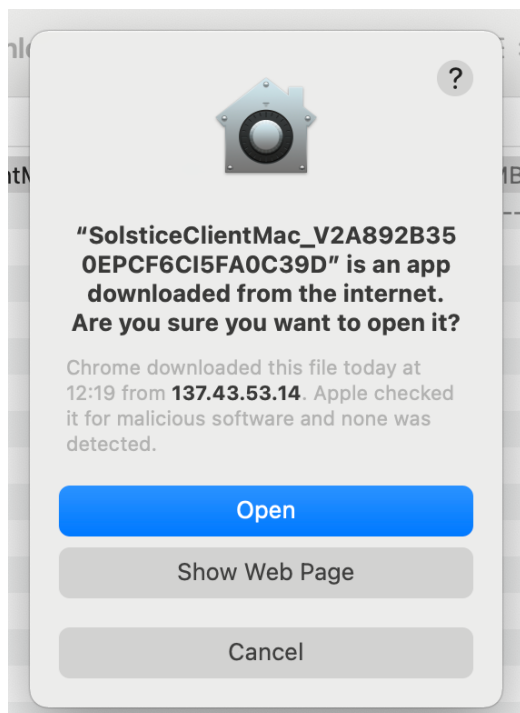 ?
“SolsticeClientMac_V2A892B35
0EPCF6CI5FA0C39D” is an app
downloaded from the internet.
Are you sure you want to open it?
Chrome downloaded this file today at
12:19 from 137.43.53.14. Apple checked
it for malicious software and none was
detected.
Open
Show Web Page
Cancel